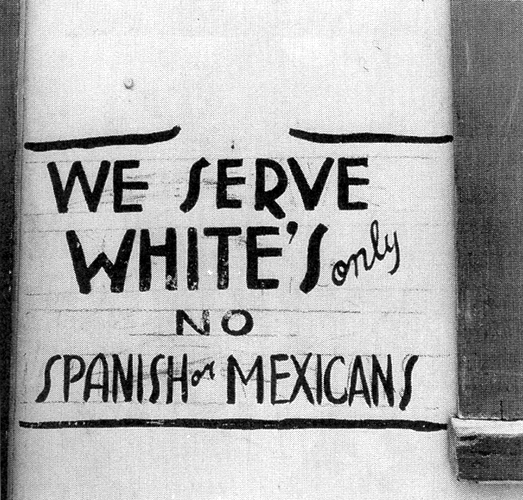 WE SERVE
WHITE'S only
NO
SPANISH or MEXICANS